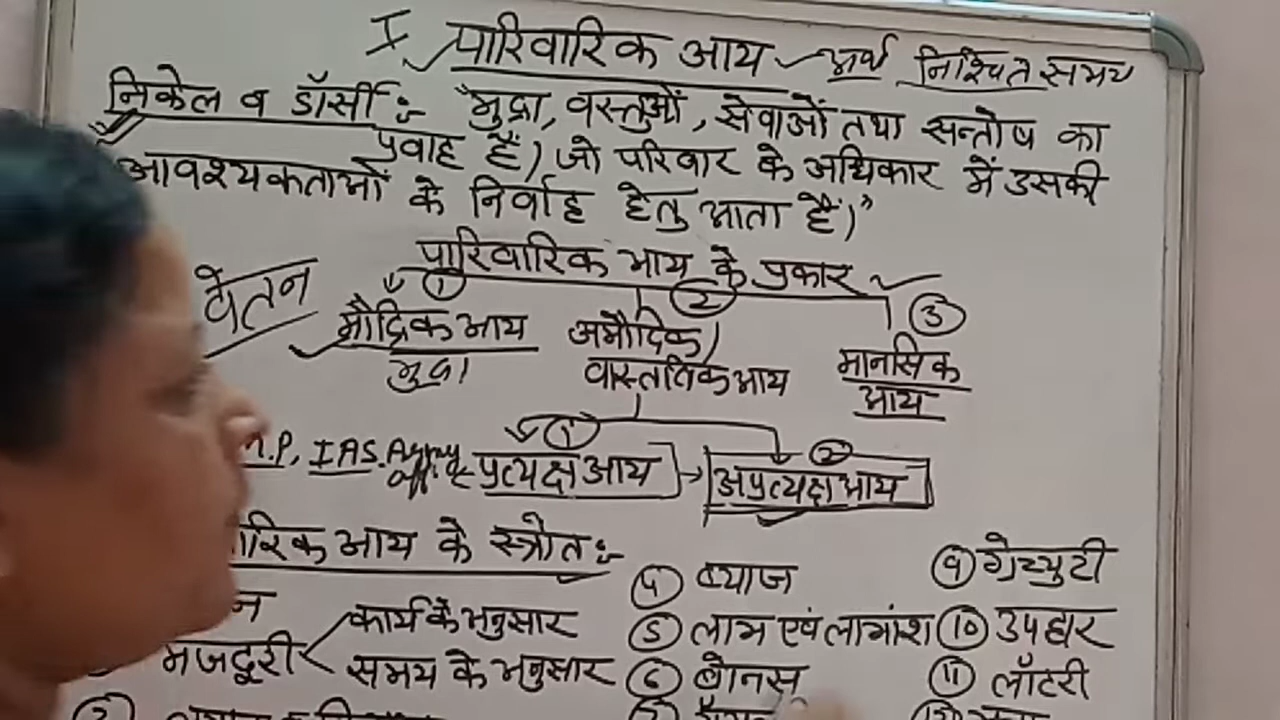 I. पारिवारिक आय अर्थ निश्चित समय
निकेल व डॉर्सी :- "मुद्रा, वस्तुओं, सेवाओं तथा सन्तोष का
प्रवाह हैं, जो परिवार के अधिकार में उसकी
आवश्यकताओं के निर्वाह हेतु आता हैं।"
पारिवारिक आय के प्रकार
वेतन
① ② ③
मौद्रिक आय अमौद्रिक/ मानसिक
मुद्रा वास्ततिक आय आय
① ②
M.P, IAS. प्रत्यक्ष आय अप्रत्यक्ष आय
रिक आय के स्त्रोत :-
न ④ ब्याज ⑨ ग्रेच्युटी
मजदूरी कार्य के अनुसार ⑤ लाभ एवं लाभांश ⑩ उपहार
समय के अनुसार ⑥ बोनस ⑪ लॉटरी